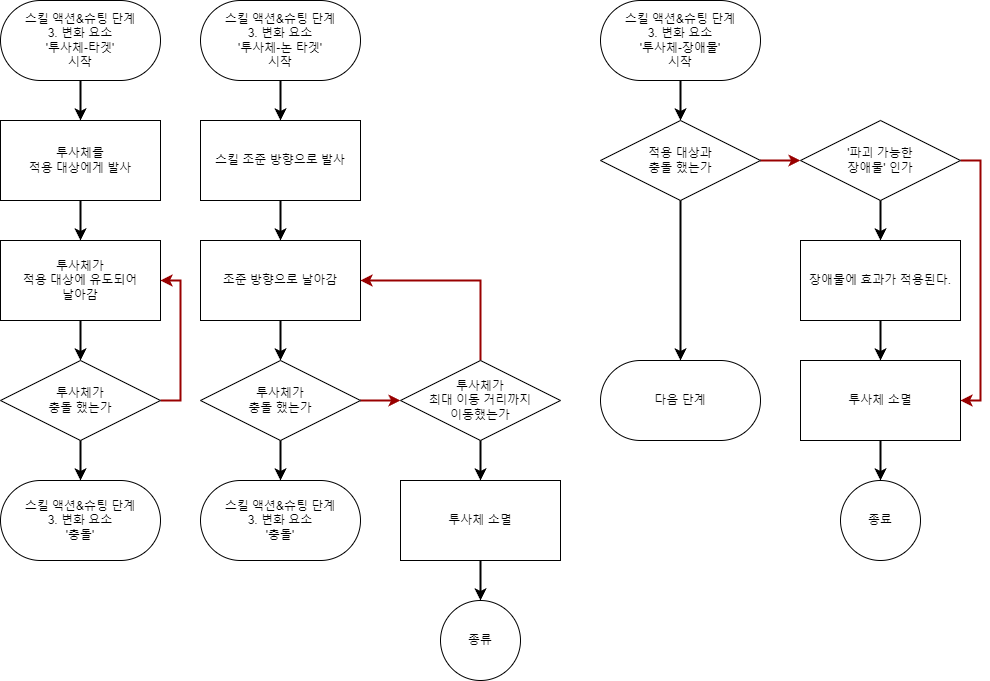 스킬 액션&슈팅 단계
3. 변화 요소
'투사체-타겟'
시작
투사체를
적용 대상에게 발사
투사체가
적용 대상에 유도되어
날아감
투사체가
충돌 했는가
스킬 액션&슈팅 단계
3. 변화 요소
'충돌'
스킬 액션&슈팅 단계
3. 변화 요소
'투사체-논 타겟'
시작
스킬 조준 방향으로 발사
조준 방향으로 날아감
투사체가
충돌 했는가
스킬 액션&슈팅 단계
3. 변화 요소
'충돌'
투사체가
최대 이동 거리까지
이동했는가
투사체 소멸
종류
스킬 액션&슈팅 단계
3. 변화 요소
'투사체-장애물'
시작
적용 대상과
충돌 했는가
다음 단계
'파괴 가능한
장애물' 인가
장애물에 효과가 적용된다.
투사체 소멸
종료